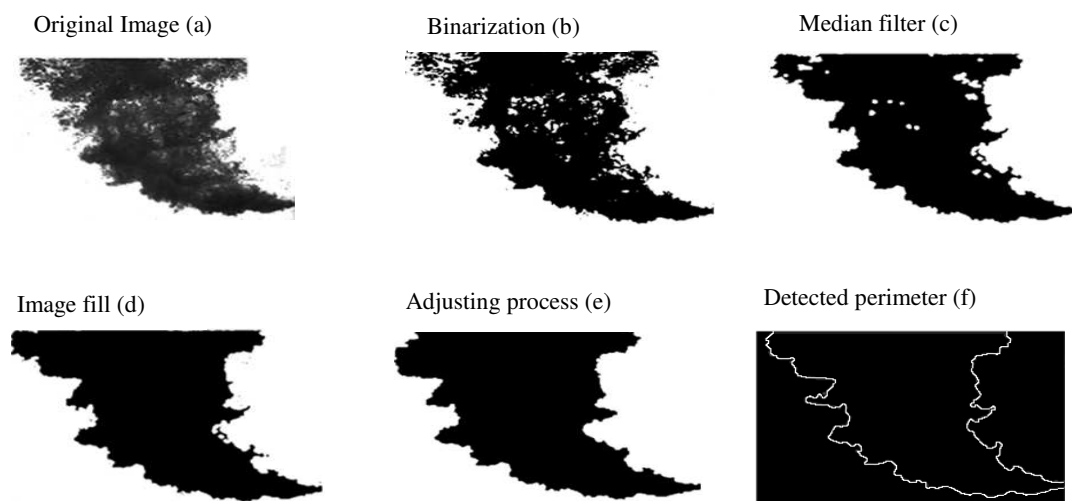 Original Image (a)
Binarization (b)
Median filter (c)
Image fill (d)
Adjusting process (e)
Detected perimeter (f)